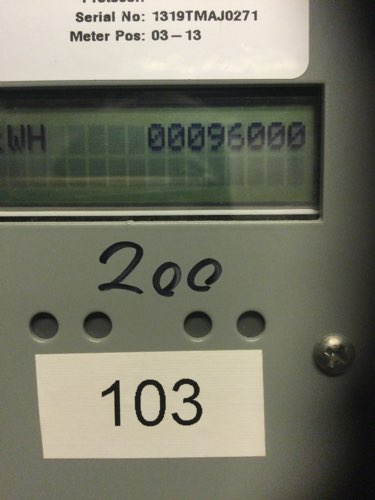 Serial No: 1319TMAJ0271
Meter Pos: 03-13
WH 00096000
200
103